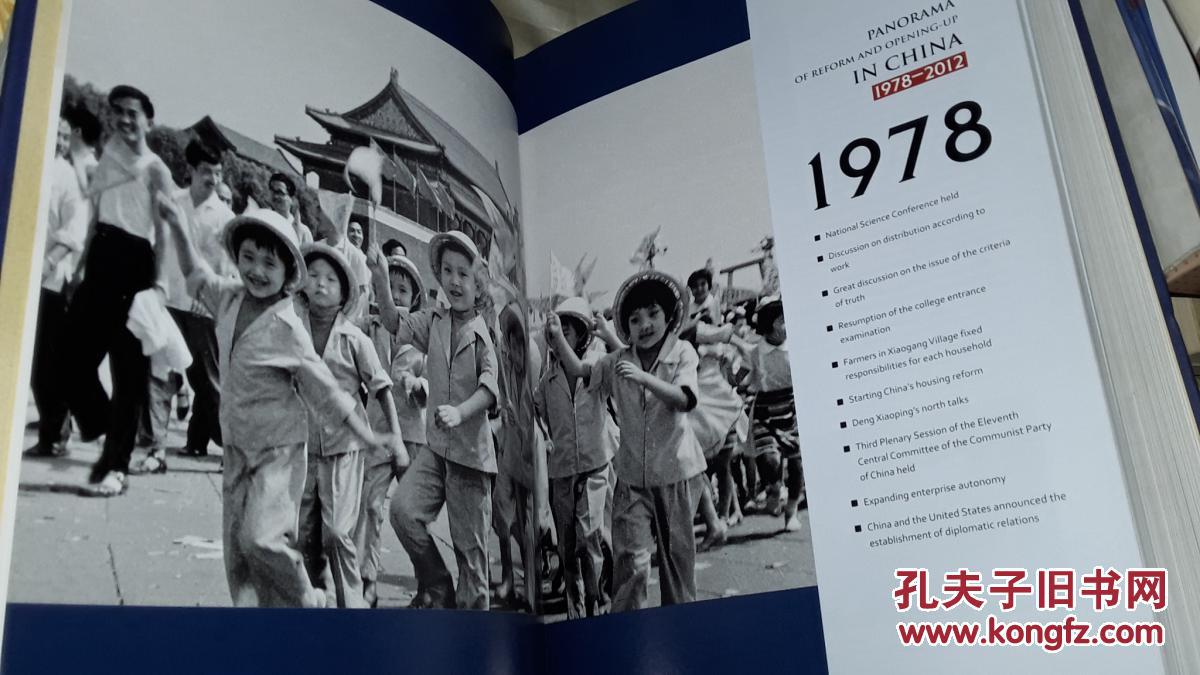 PANORAMA
OF REFORM AND OPENING-UP
IN CHINA
1978-2012
1978
■ National Science Conference held
■ Discussion on distribution according to
work
■ Great discussion on the issue of the criteria
of truth
■ Resumption of the college entrance
examination
■ Farmers in Xiaogang Village fixed
responsibilities for each household
■ Starting China's housing reform
■ Deng Xiaoping's north talks
■ Third Plenary Session of the Eleventh
Central Committee of the Communist Party
of China held
■ Expanding enterprise autonomy
■ China and the United States announced the
establishment of diplomatic relations
孔夫子旧书网
www.kongfz.com